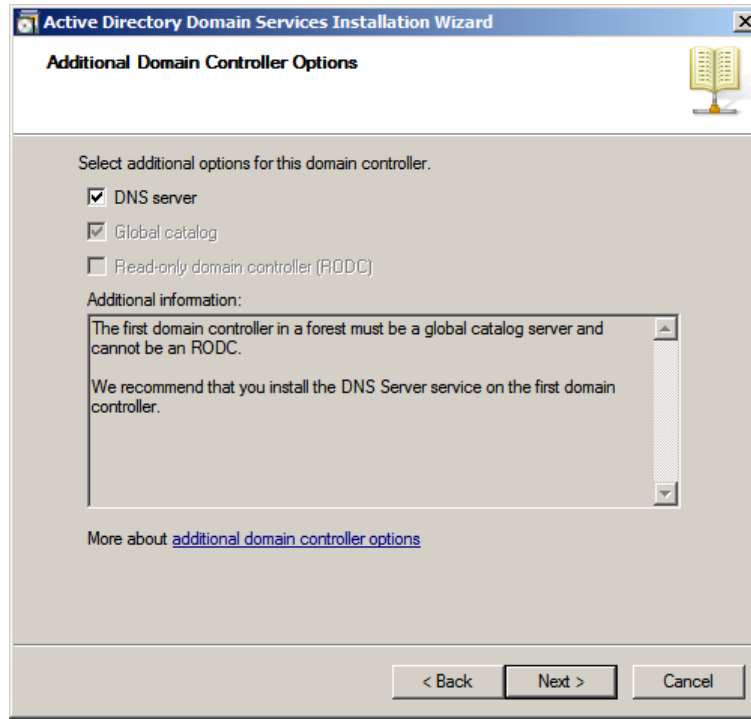 Active Directory Domain Services Installation Wizard
Additional Domain Controller Options
Select additional options for this domain controller.
DNS server
Global catalog
Read-only domain controller (RODC)
Additional information:
The first domain controller in a forest must be a global catalog server and
cannot be an RODC.
We recommend that you install the DNS Server service on the first domain
controller.
More about additional domain controller options
< Back Next > Cancel